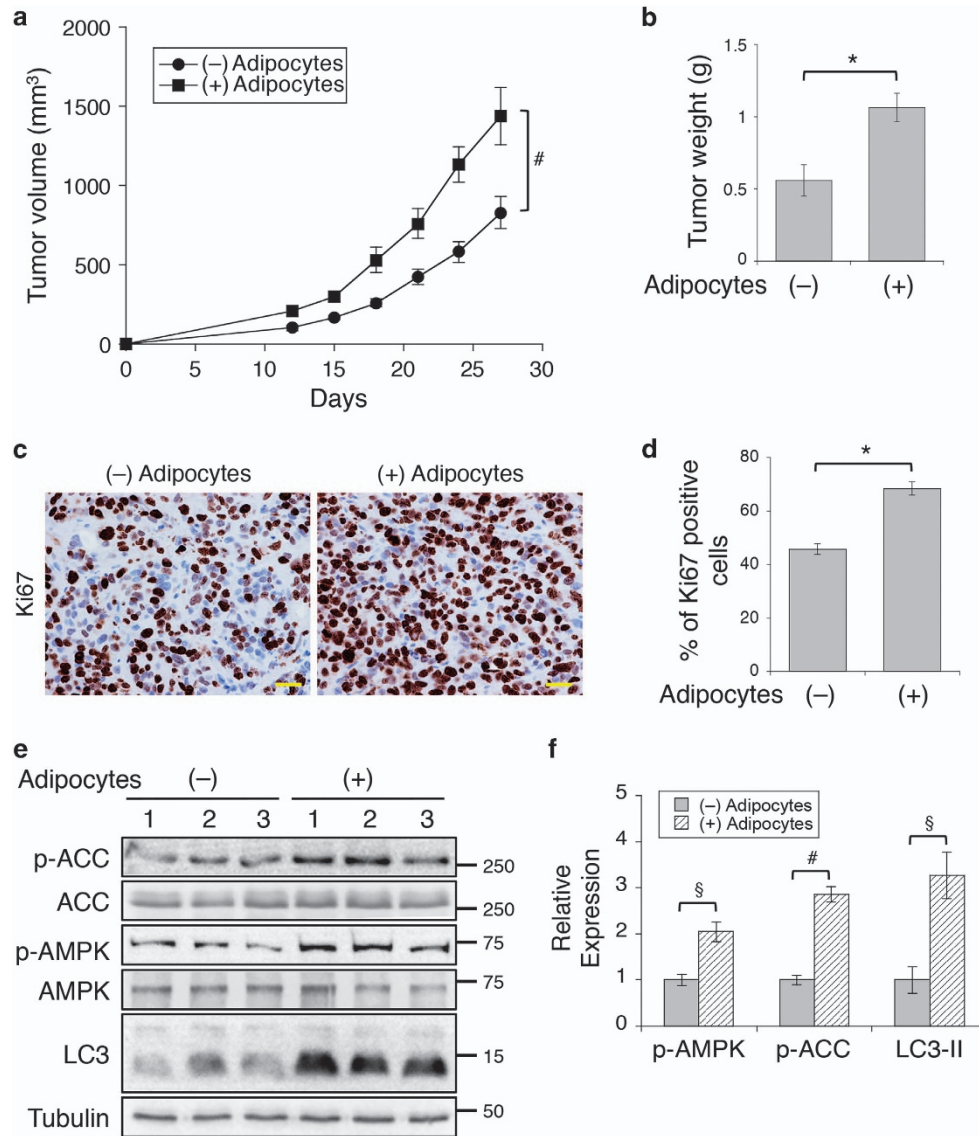 a
2000
1500
1000
500
0
Tumor volume (mm³)
(–) Adipocytes
(+) Adipocytes
#
0 5 10 15 20 25 30
Days
b
1.5
1
0.5
0
Tumor weight (g)
*
Adipocytes (–) (+)
c
(–) Adipocytes (+) Adipocytes
Ki67
d
80
60
40
20
0
% of Ki67 positive
cells
*
Adipocytes (–) (+)
e
Adipocytes (–) (+)
1 2 3 1 2 3
p-ACC 250
ACC 250
p-AMPK 75
AMPK 75
LC3 15
Tubulin 50
f
5
4
3
2
1
0
Relative
Expression
(–) Adipocytes
(+) Adipocytes
§ # §
p-AMPK p-ACC LC3-II